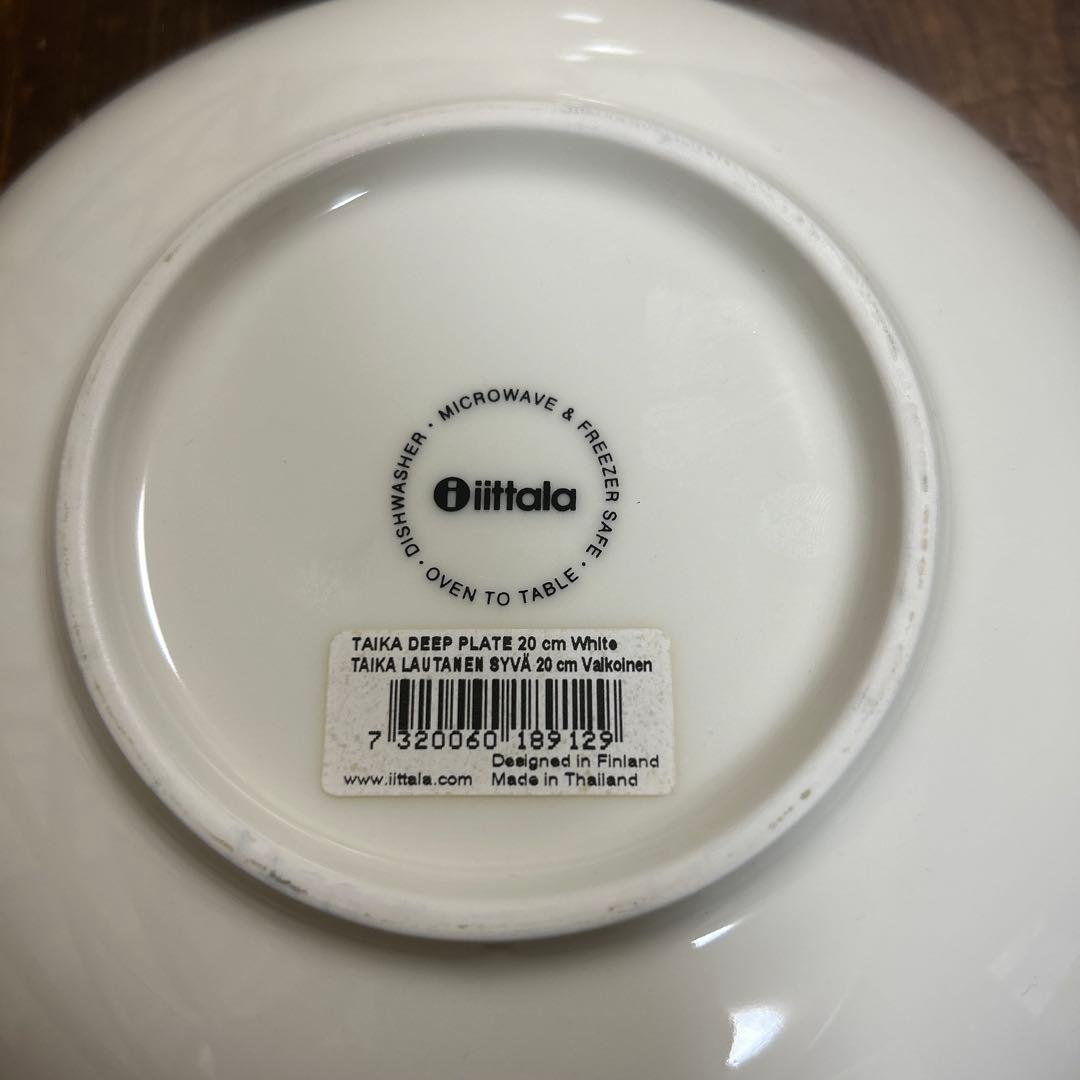 DISHWASHER · MICROWAVE & FREEZER SAFE · OVEN TO TABLE ·
i iittala
TAIKA DEEP PLATE 20 cm White
TAIKA LAUTANEN SYVÄ 20 cm Valkoinen
7 320060 189129
Designed in Finland
www.iittala.com Made in Thailand